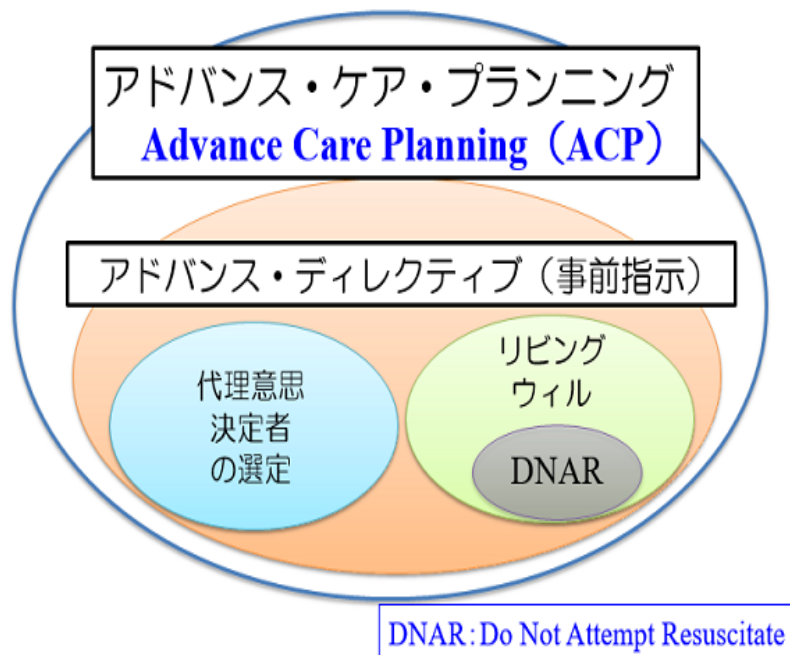 アドバンス・ケア・プランニング
Advance Care Planning（ACP）
アドバンス・ディレクティブ（事前指示）
代理意思
決定者
の選定
リビング
ウィル
DNAR
DNAR：Do Not Attempt Resuscitate